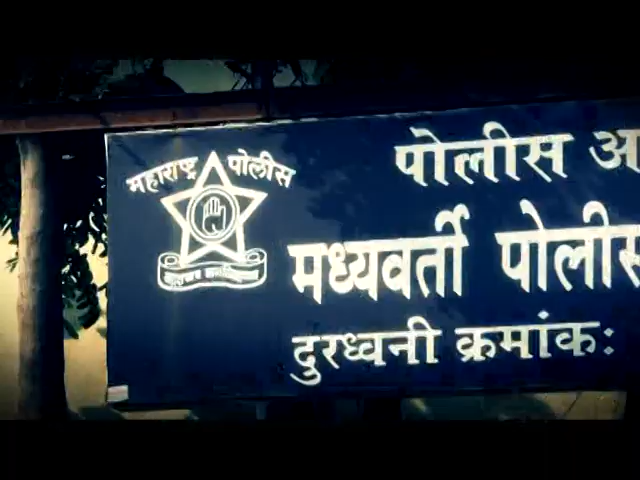 महाराष्ट्र पोलीस
पोलीस
मध्यवर्ती पोलीस
दुरध्वनी क्रमांक: